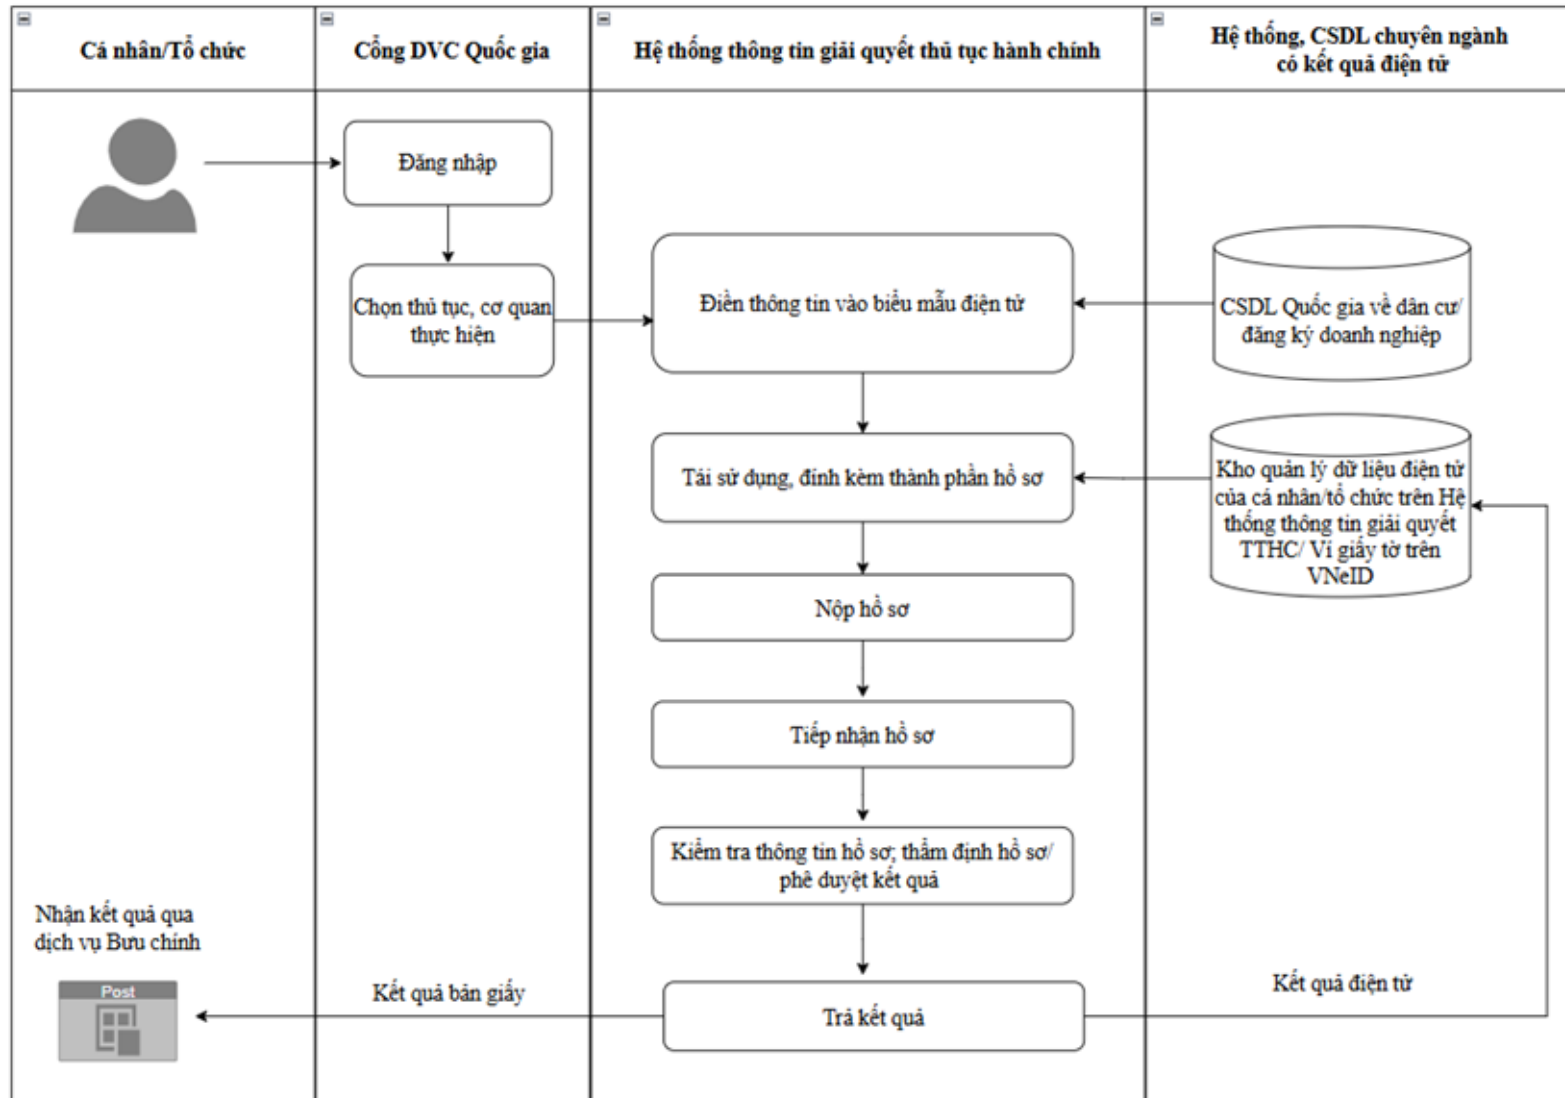 Cá nhân/Tổ chức
Cổng DVC Quốc gia
Hệ thống thông tin giải quyết thủ tục hành chính
Hệ thống, CSDL chuyên ngành
có kết quả điện tử
Đăng nhập
Chọn thủ tục, cơ quan
thực hiện
Điền thông tin vào biểu mẫu điện tử
CSDL Quốc gia về dân cư/
đăng ký doanh nghiệp
Tái sử dụng, đính kèm thành phần hồ sơ
Kho quản lý dữ liệu điện tử
của cá nhân/tổ chức trên Hệ
thống thông tin giải quyết
TTHC/ Ví giấy tờ trên
VNeID
Nộp hồ sơ
Tiếp nhận hồ sơ
Kiểm tra thông tin hồ sơ; thẩm định hồ sơ/
phê duyệt kết quả
Nhận kết quả qua
dịch vụ Bưu chính
Post
Kết quả bản giấy
Trả kết quả
Kết quả điện tử